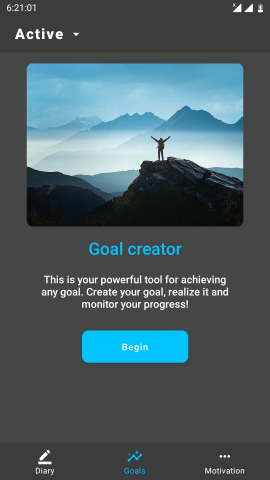 6:21:01
Active
Goal creator
This is your powerful tool for achieving
any goal. Create your goal, realize it and
monitor your progress!
Begin
Diary
Goals
Motivation